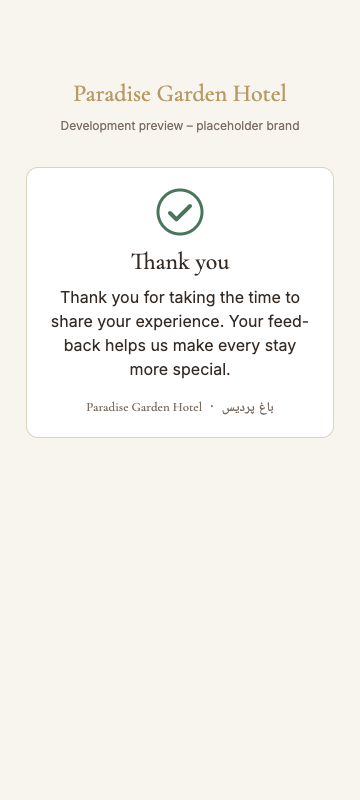 Paradise Garden Hotel
Development preview – placeholder brand
Thank you
Thank you for taking the time to
share your experience. Your feed-
back helps us make every stay
more special.
Paradise Garden Hotel · باغ پردیس